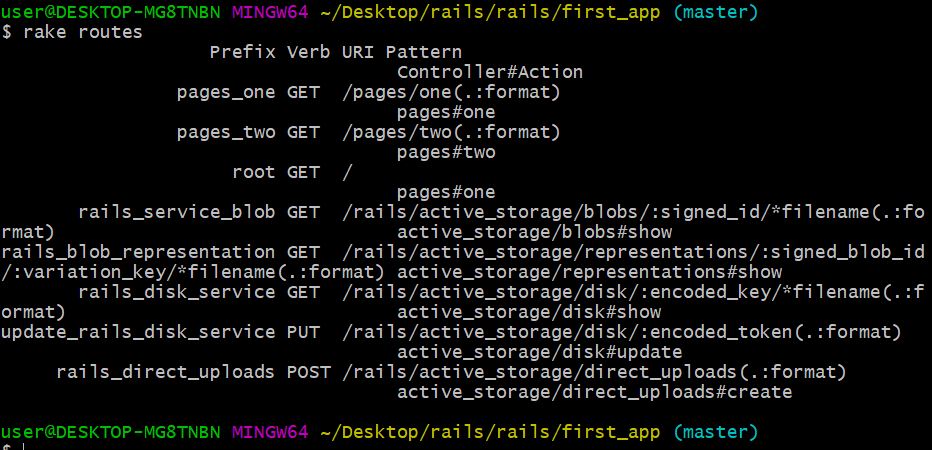 user@DESKTOP-MG8TNBN MINGW64 ~/Desktop/rails/rails/first_app (master)
$ rake routes
                   Prefix Verb URI Pattern
                                    Controller#Action
                pages_one GET  /pages/one(.:format)
                                    pages#one
                pages_two GET  /pages/two(.:format)
                                    pages#two
                     root GET  /
                                    pages#one
       rails_service_blob GET  /rails/active_storage/blobs/:signed_id/*filename(.:fo
rmat)                               active_storage/blobs#show
rails_blob_representation GET  /rails/active_storage/representations/:signed_blob_id
/:variation_key/*filename(.:format) active_storage/representations#show
       rails_disk_service GET  /rails/active_storage/disk/:encoded_key/*filename(.:f
ormat)                              active_storage/disk#show
update_rails_disk_service PUT  /rails/active_storage/disk/:encoded_token(.:format)
                                    active_storage/disk#update
     rails_direct_uploads POST /rails/active_storage/direct_uploads(.:format)
                                    active_storage/direct_uploads#create
user@DESKTOP-MG8TNBN MINGW64 ~/Desktop/rails/rails/first_app (master)
$